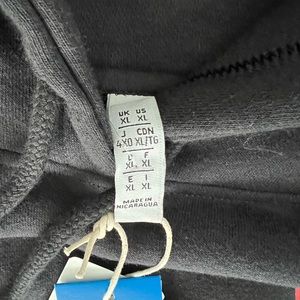 UK US
XL XL
J CDN
4XO XL/TG
D F
XL XL
E I
XL XL
MADE IN
NICARAGUA